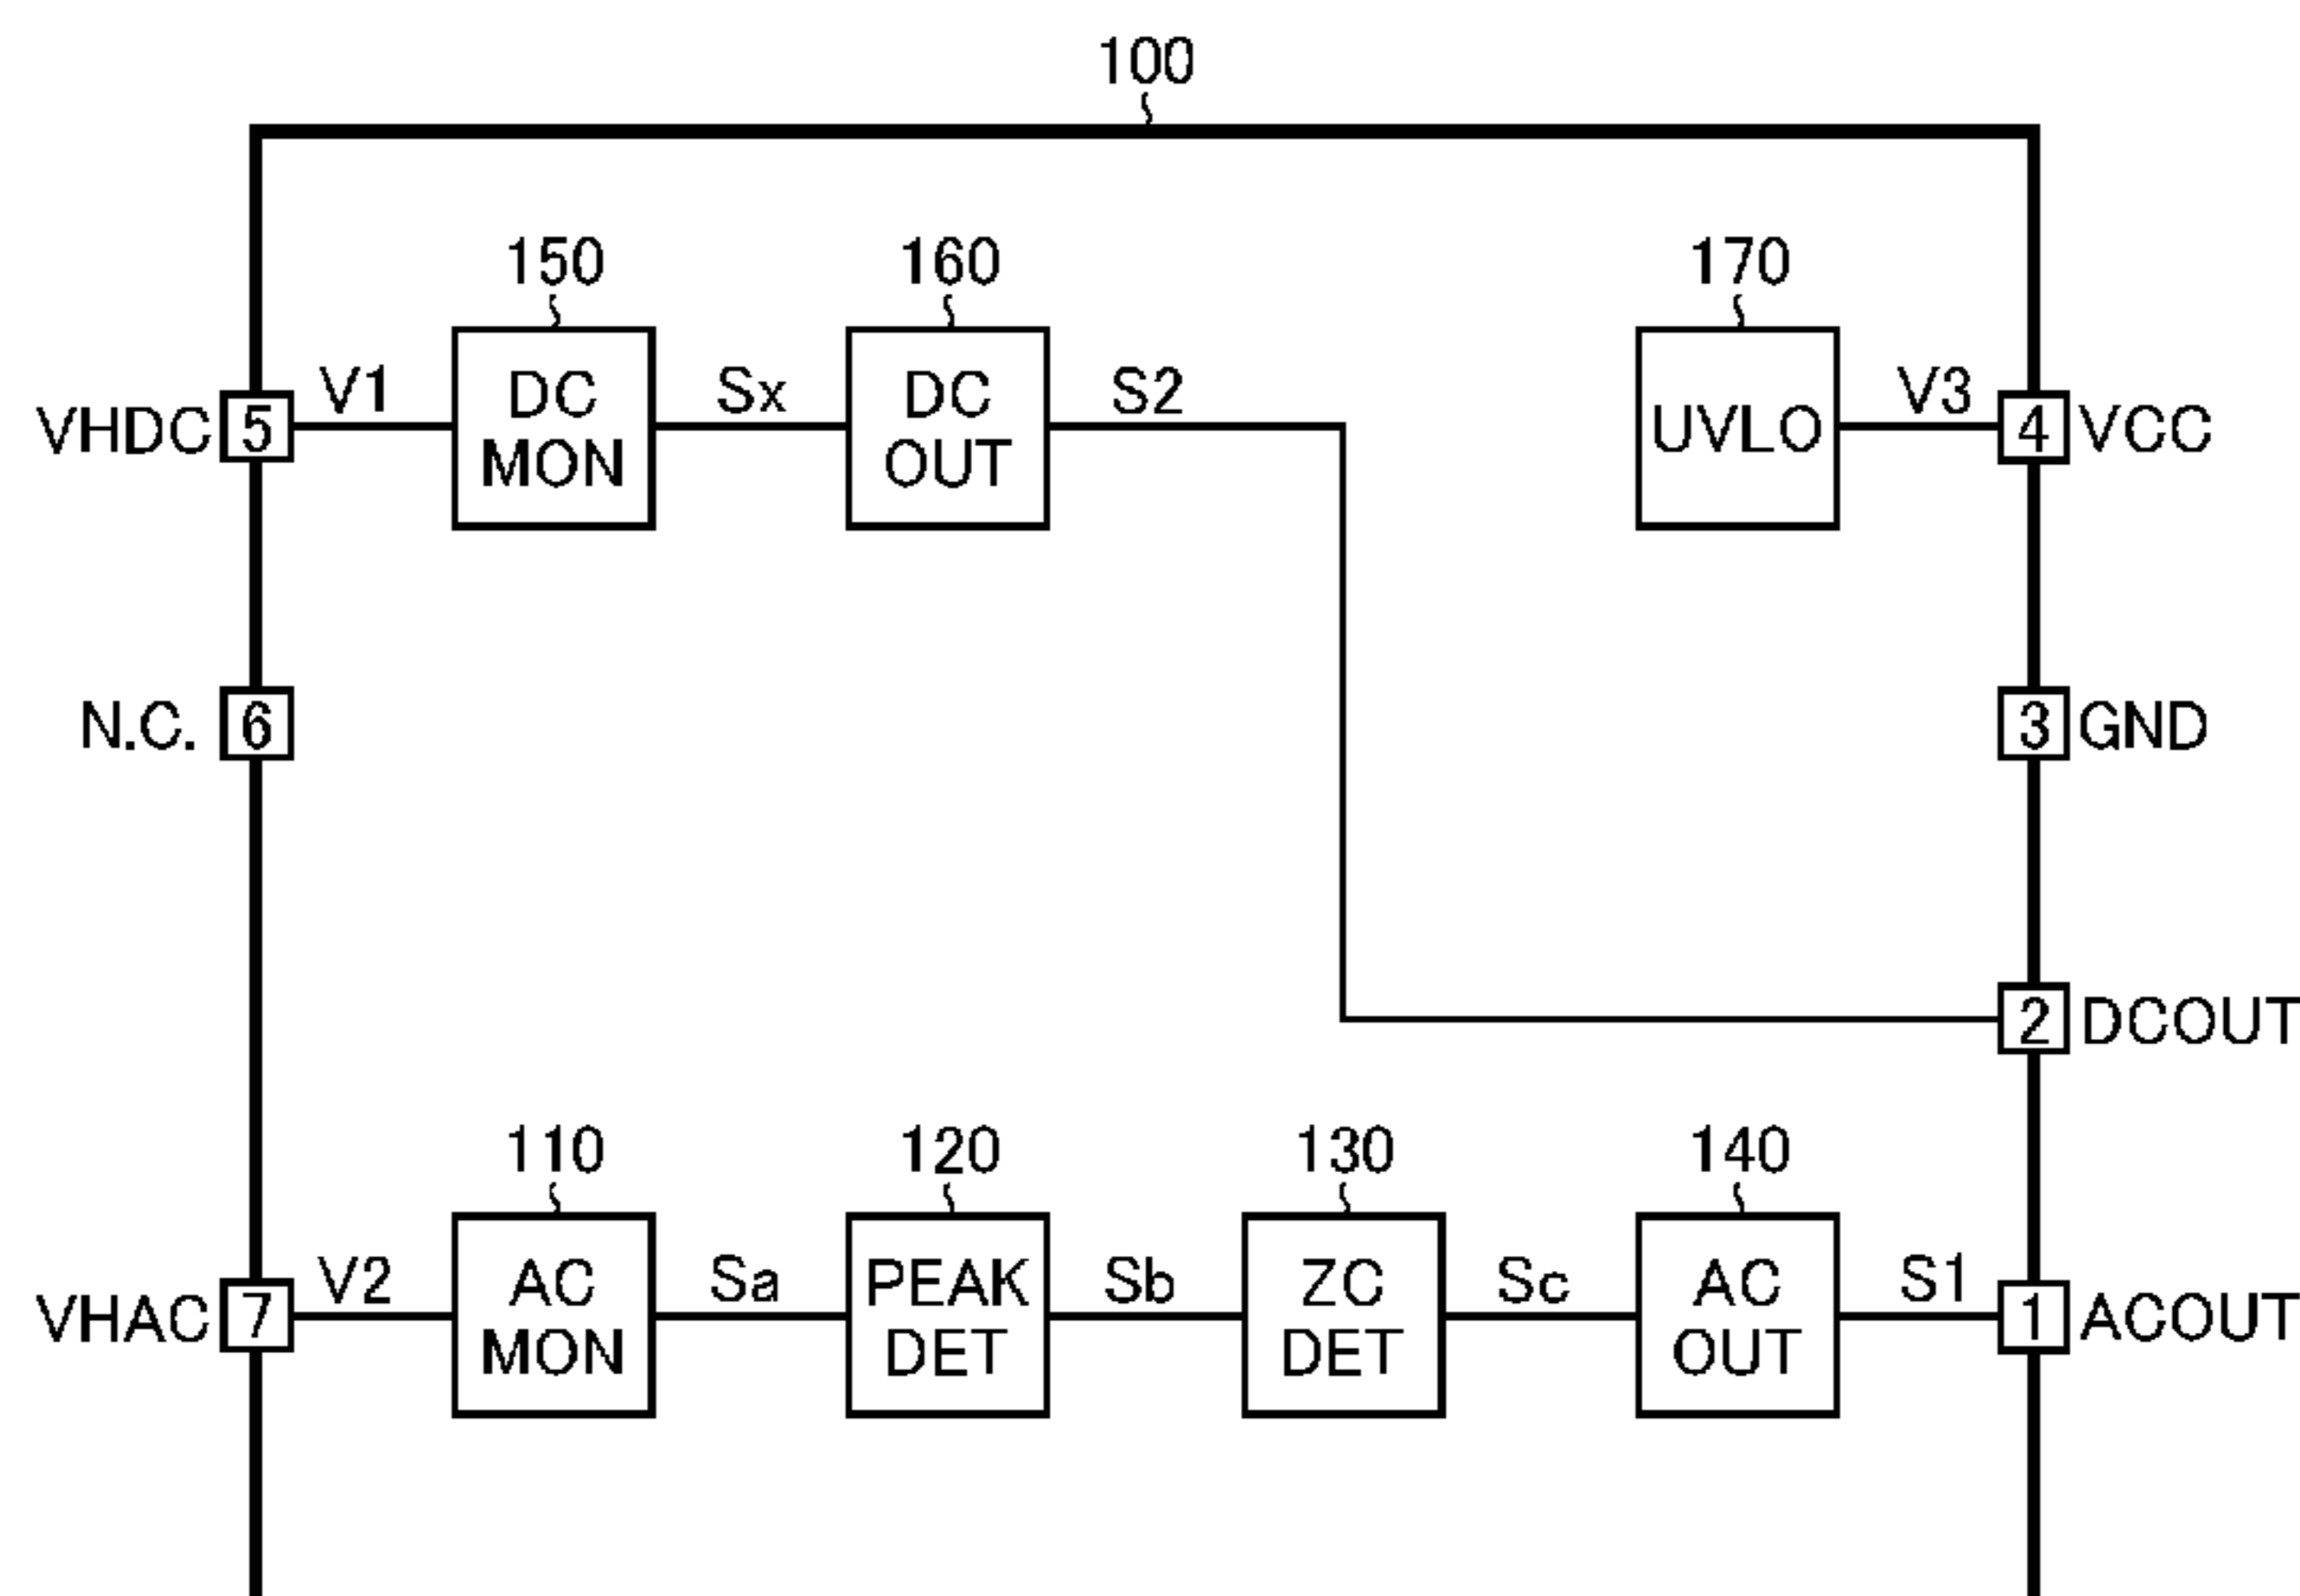 100
150
160
170
VHDC 5 V1 DC MON Sx DC OUT S2 UVLO V3 4 VCC
N.C. 6
3 GND
2 DCOUT
110
120
130
140
VHAC 7 V2 AC MON Sa PEAK DET Sb ZC DET Sc AC OUT S1 1 ACOUT